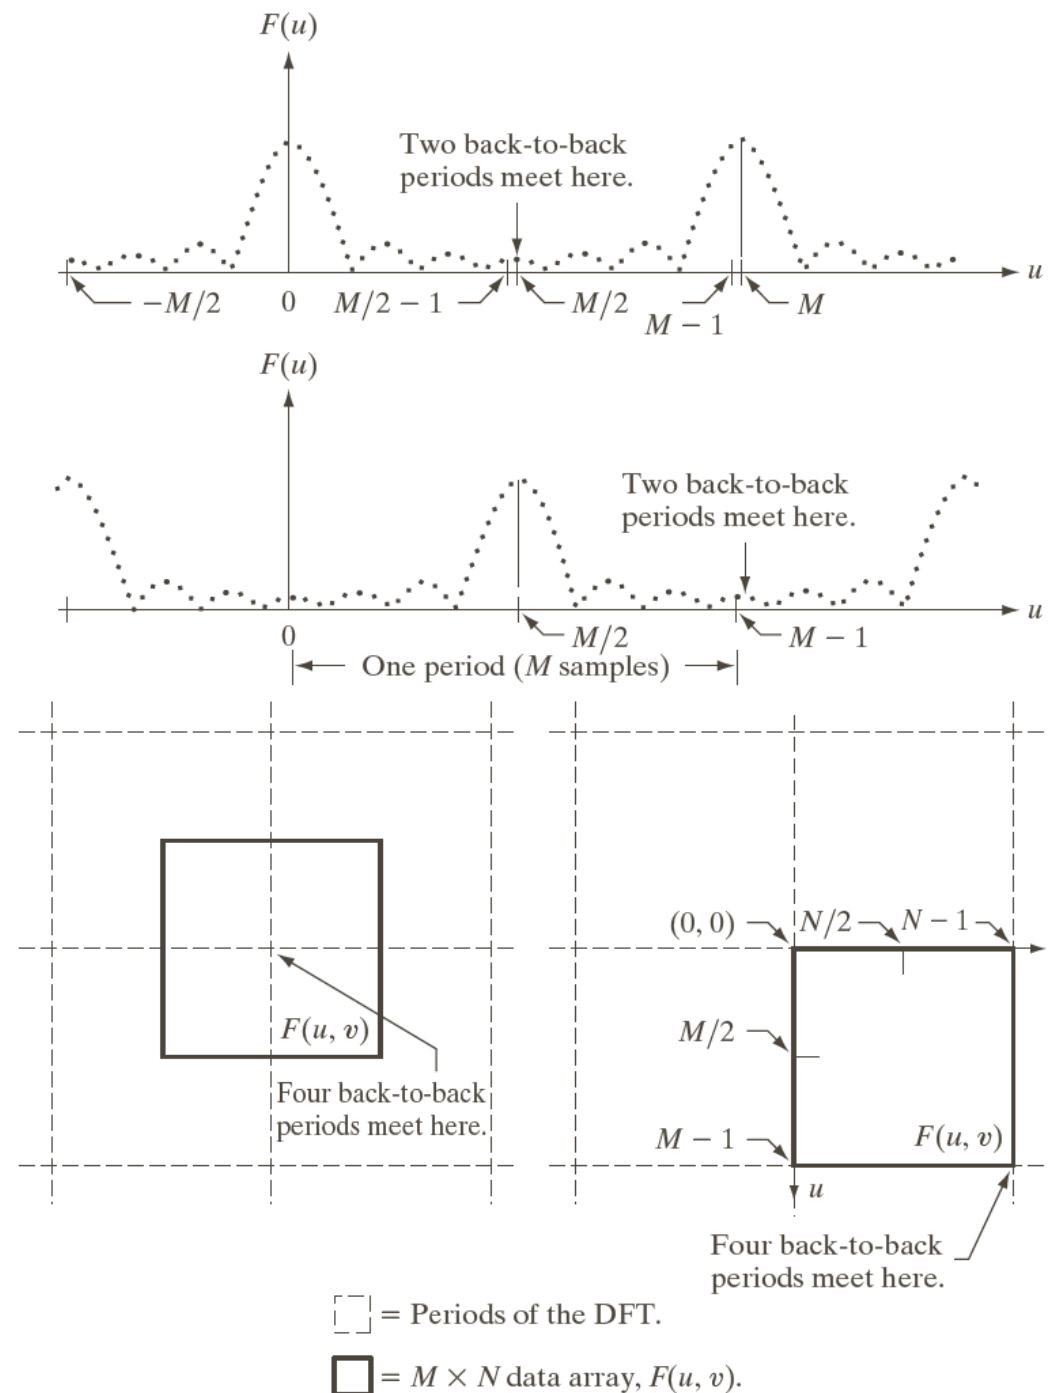 F(u)
Two back-to-back
periods meet here.
u
−M/2
0
M/2 − 1
M/2
M − 1
M
F(u)
Two back-to-back
periods meet here.
u
0
M/2
M − 1
One period (M samples)
(0, 0)
N/2
N − 1
F(u, v)
M/2
Four back-to-back
periods meet here.
M − 1
F(u, v)
u
Four back-to-back
periods meet here.
= Periods of the DFT.
= M × N data array, F(u, v).